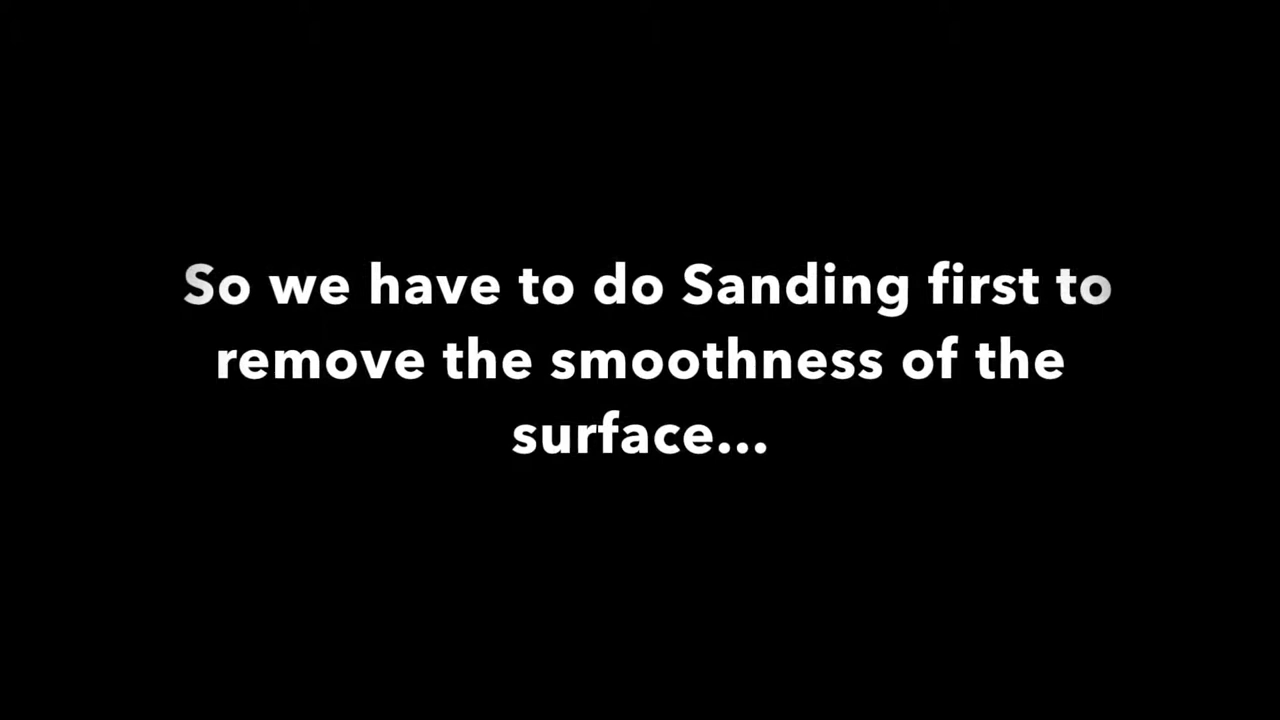 So we have to do Sanding first to
remove the smoothness of the
surface...